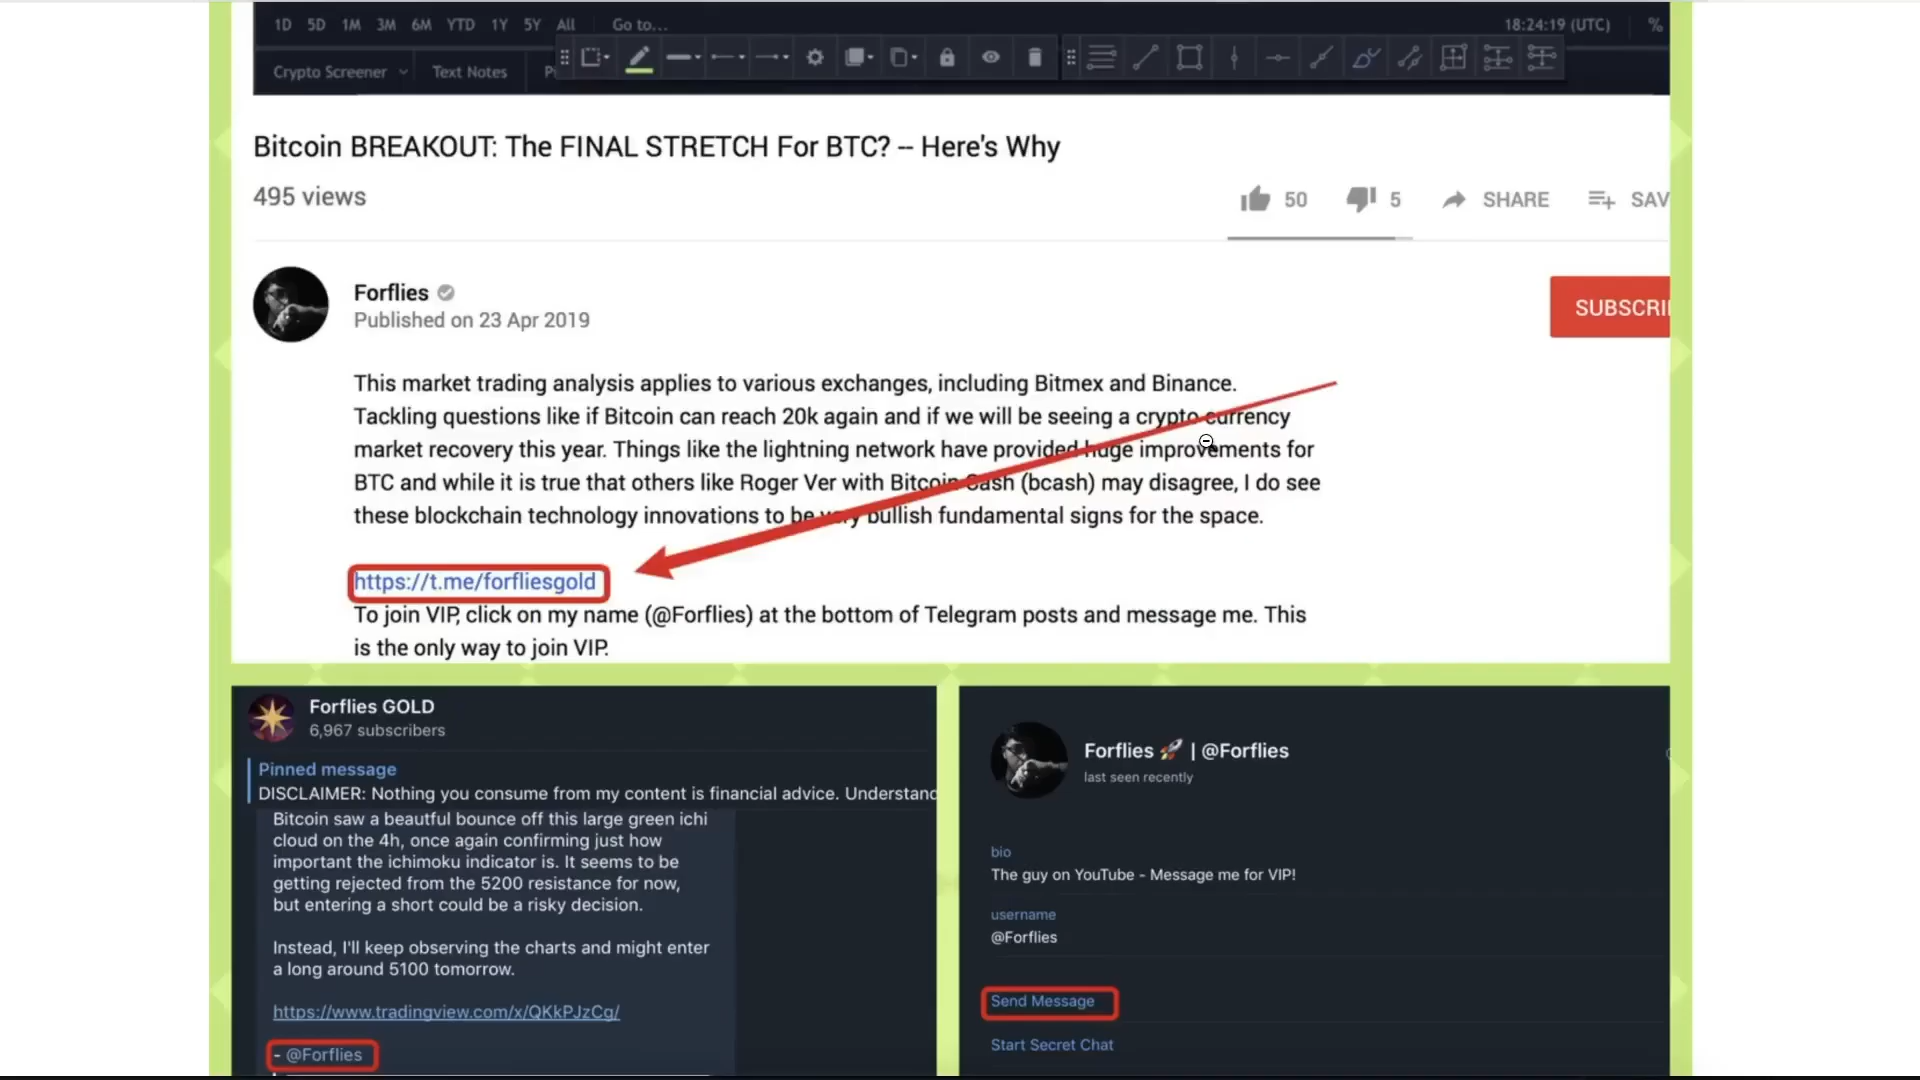 1D 5D 1M 3M 6M YTD 1Y 5Y All Go to... 18:24:19 (UTC) %
Crypto Screener Text Notes
Bitcoin BREAKOUT: The FINAL STRETCH For BTC? -- Here's Why
495 views
50 5 SHARE SAV
Forflies
Published on 23 Apr 2019
SUBSCRI
This market trading analysis applies to various exchanges, including Bitmex and Binance.
Tackling questions like if Bitcoin can reach 20k again and if we will be seeing a crypto currency
market recovery this year. Things like the lightning network have provided huge improvements for
BTC and while it is true that others like Roger Ver with Bitcoin Cash (bcash) may disagree, I do see
these blockchain technology innovations to be very bullish fundamental signs for the space.
https://t.me/forfliesgold
To join VIP, click on my name (@Forflies) at the bottom of Telegram posts and message me. This
is the only way to join VIP.
Forflies GOLD
6,967 subscribers
Pinned message
DISCLAIMER: Nothing you consume from my content is financial advice. Understand
Bitcoin saw a beautful bounce off this large green ichi
cloud on the 4h, once again confirming just how
important the ichimoku indicator is. It seems to be
getting rejected from the 5200 resistance for now,
but entering a short could be a risky decision.
Instead, I'll keep observing the charts and might enter
a long around 5100 tomorrow.
https://www.tradingview.com/x/QKkPJzCg/
- @Forflies
Forflies 🚀 | @Forflies
last seen recently
bio
The guy on YouTube - Message me for VIP!
username
@Forflies
Send Message
Start Secret Chat